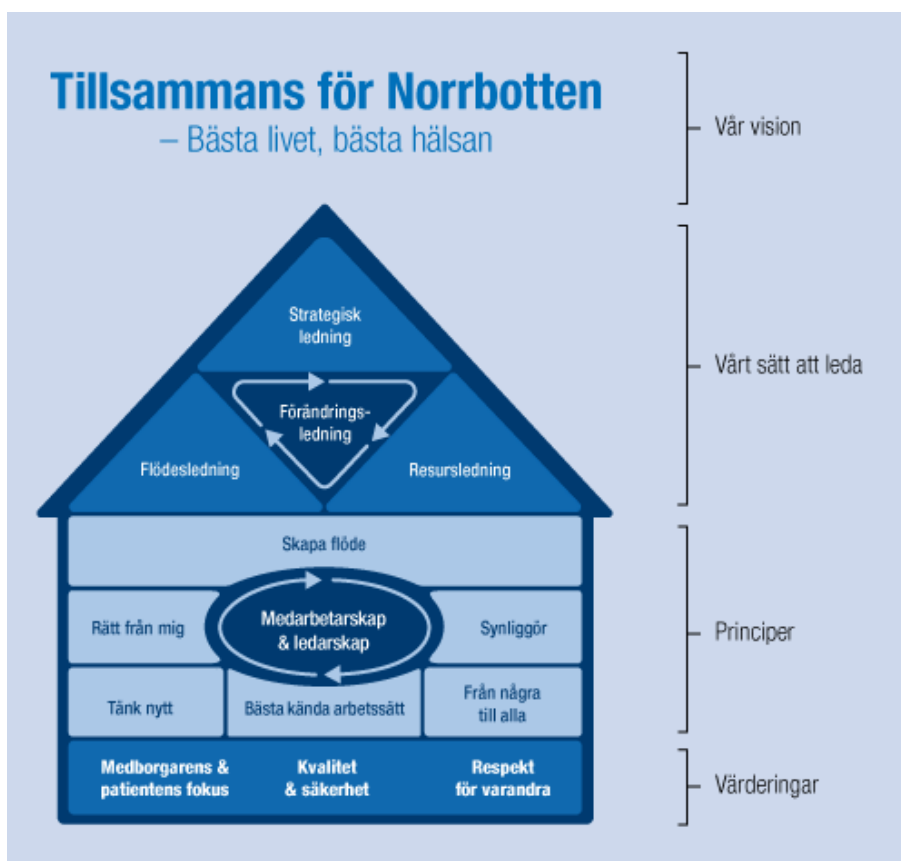 Tillsammans för Norrbotten
– Bästa livet, bästa hälsan
Vår vision
Strategisk
ledning
Förändrings-
ledning
Flödesledning
Resursledning
Vårt sätt att leda
Skapa flöde
Rätt från mig
Medarbetarskap
& ledarskap
Synliggör
Tänk nytt
Bästa kända arbetssätt
Från några
till alla
Principer
Medborgarens &
patientens fokus
Kvalitet
& säkerhet
Respekt
för varandra
Värderingar